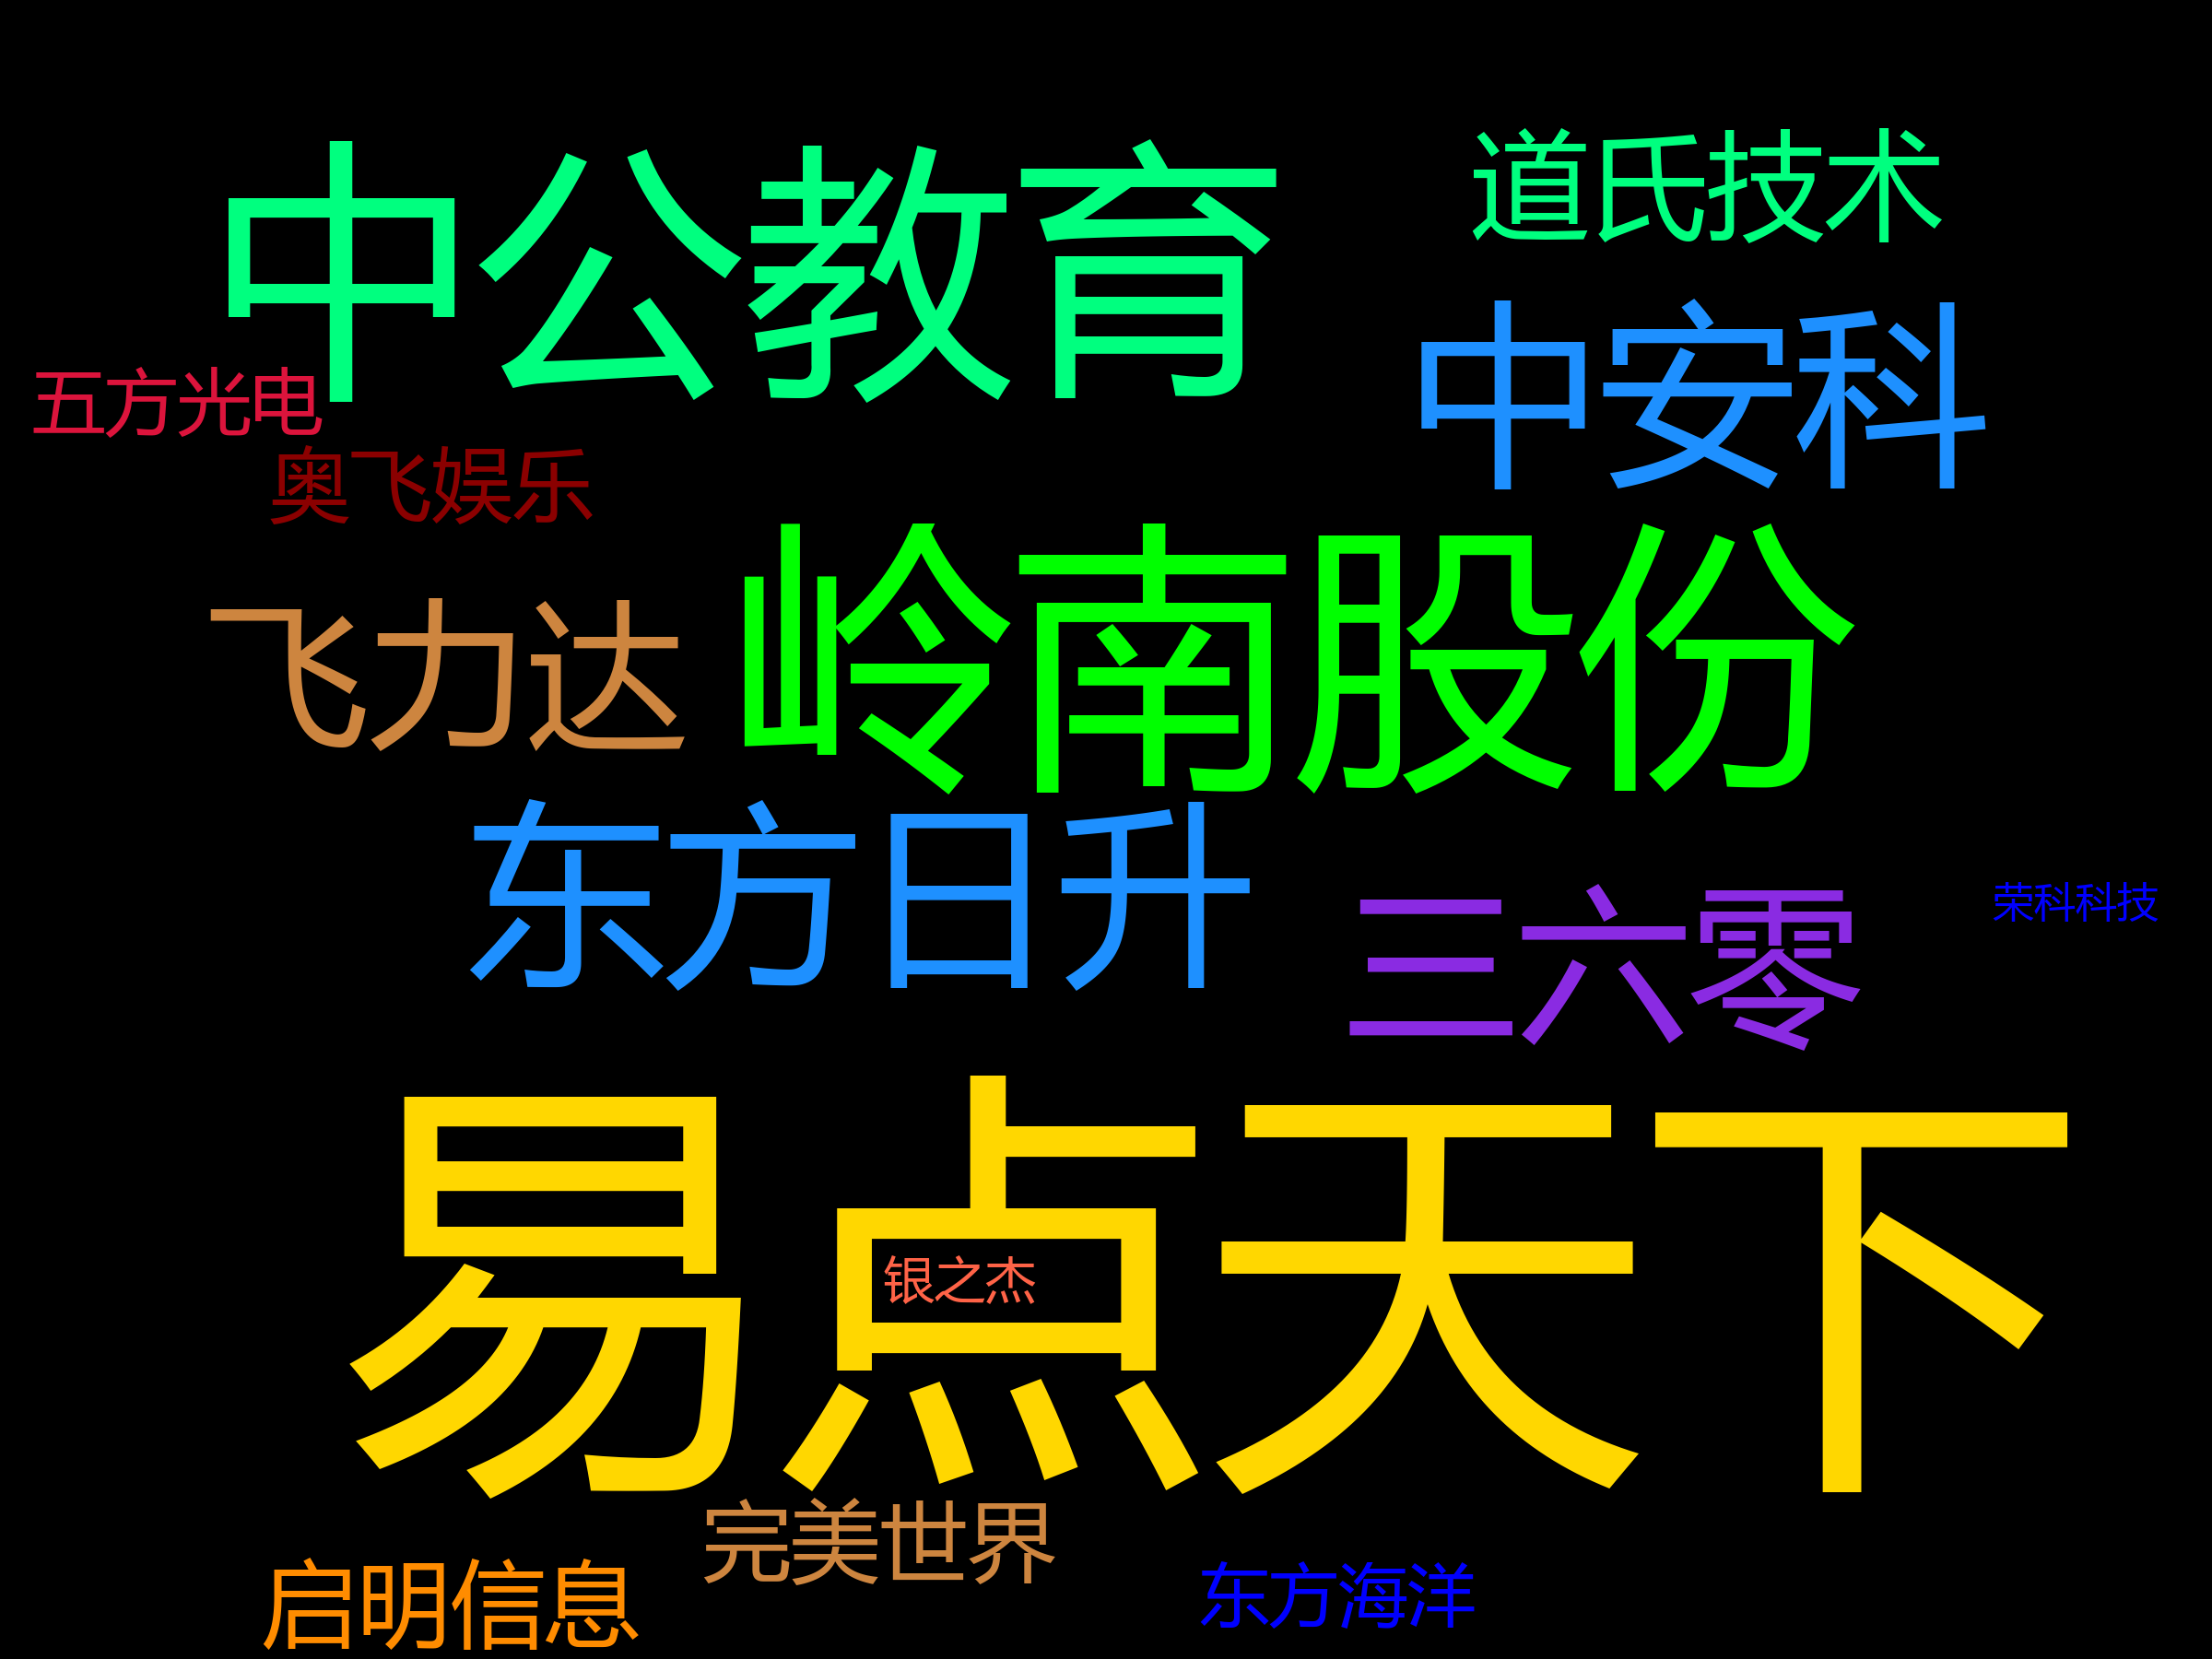 道氏技术
中公教育
中安科
五方光电
奥飞娱乐
岭南股份
飞力达
东方日升
三六零
荣科科技
易点天下
银之杰
完美世界
启明信息
东方海洋